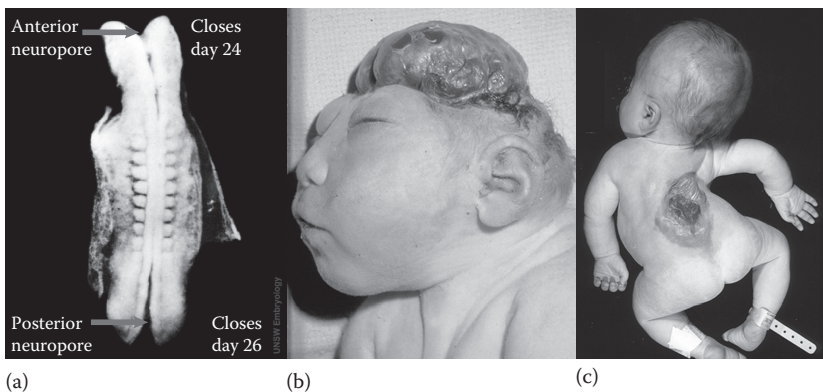 Anterior
neuropore
Closes
day 24
Posterior
neuropore
Closes
day 26
UNSW Embryology
(a)
(b)
(c)